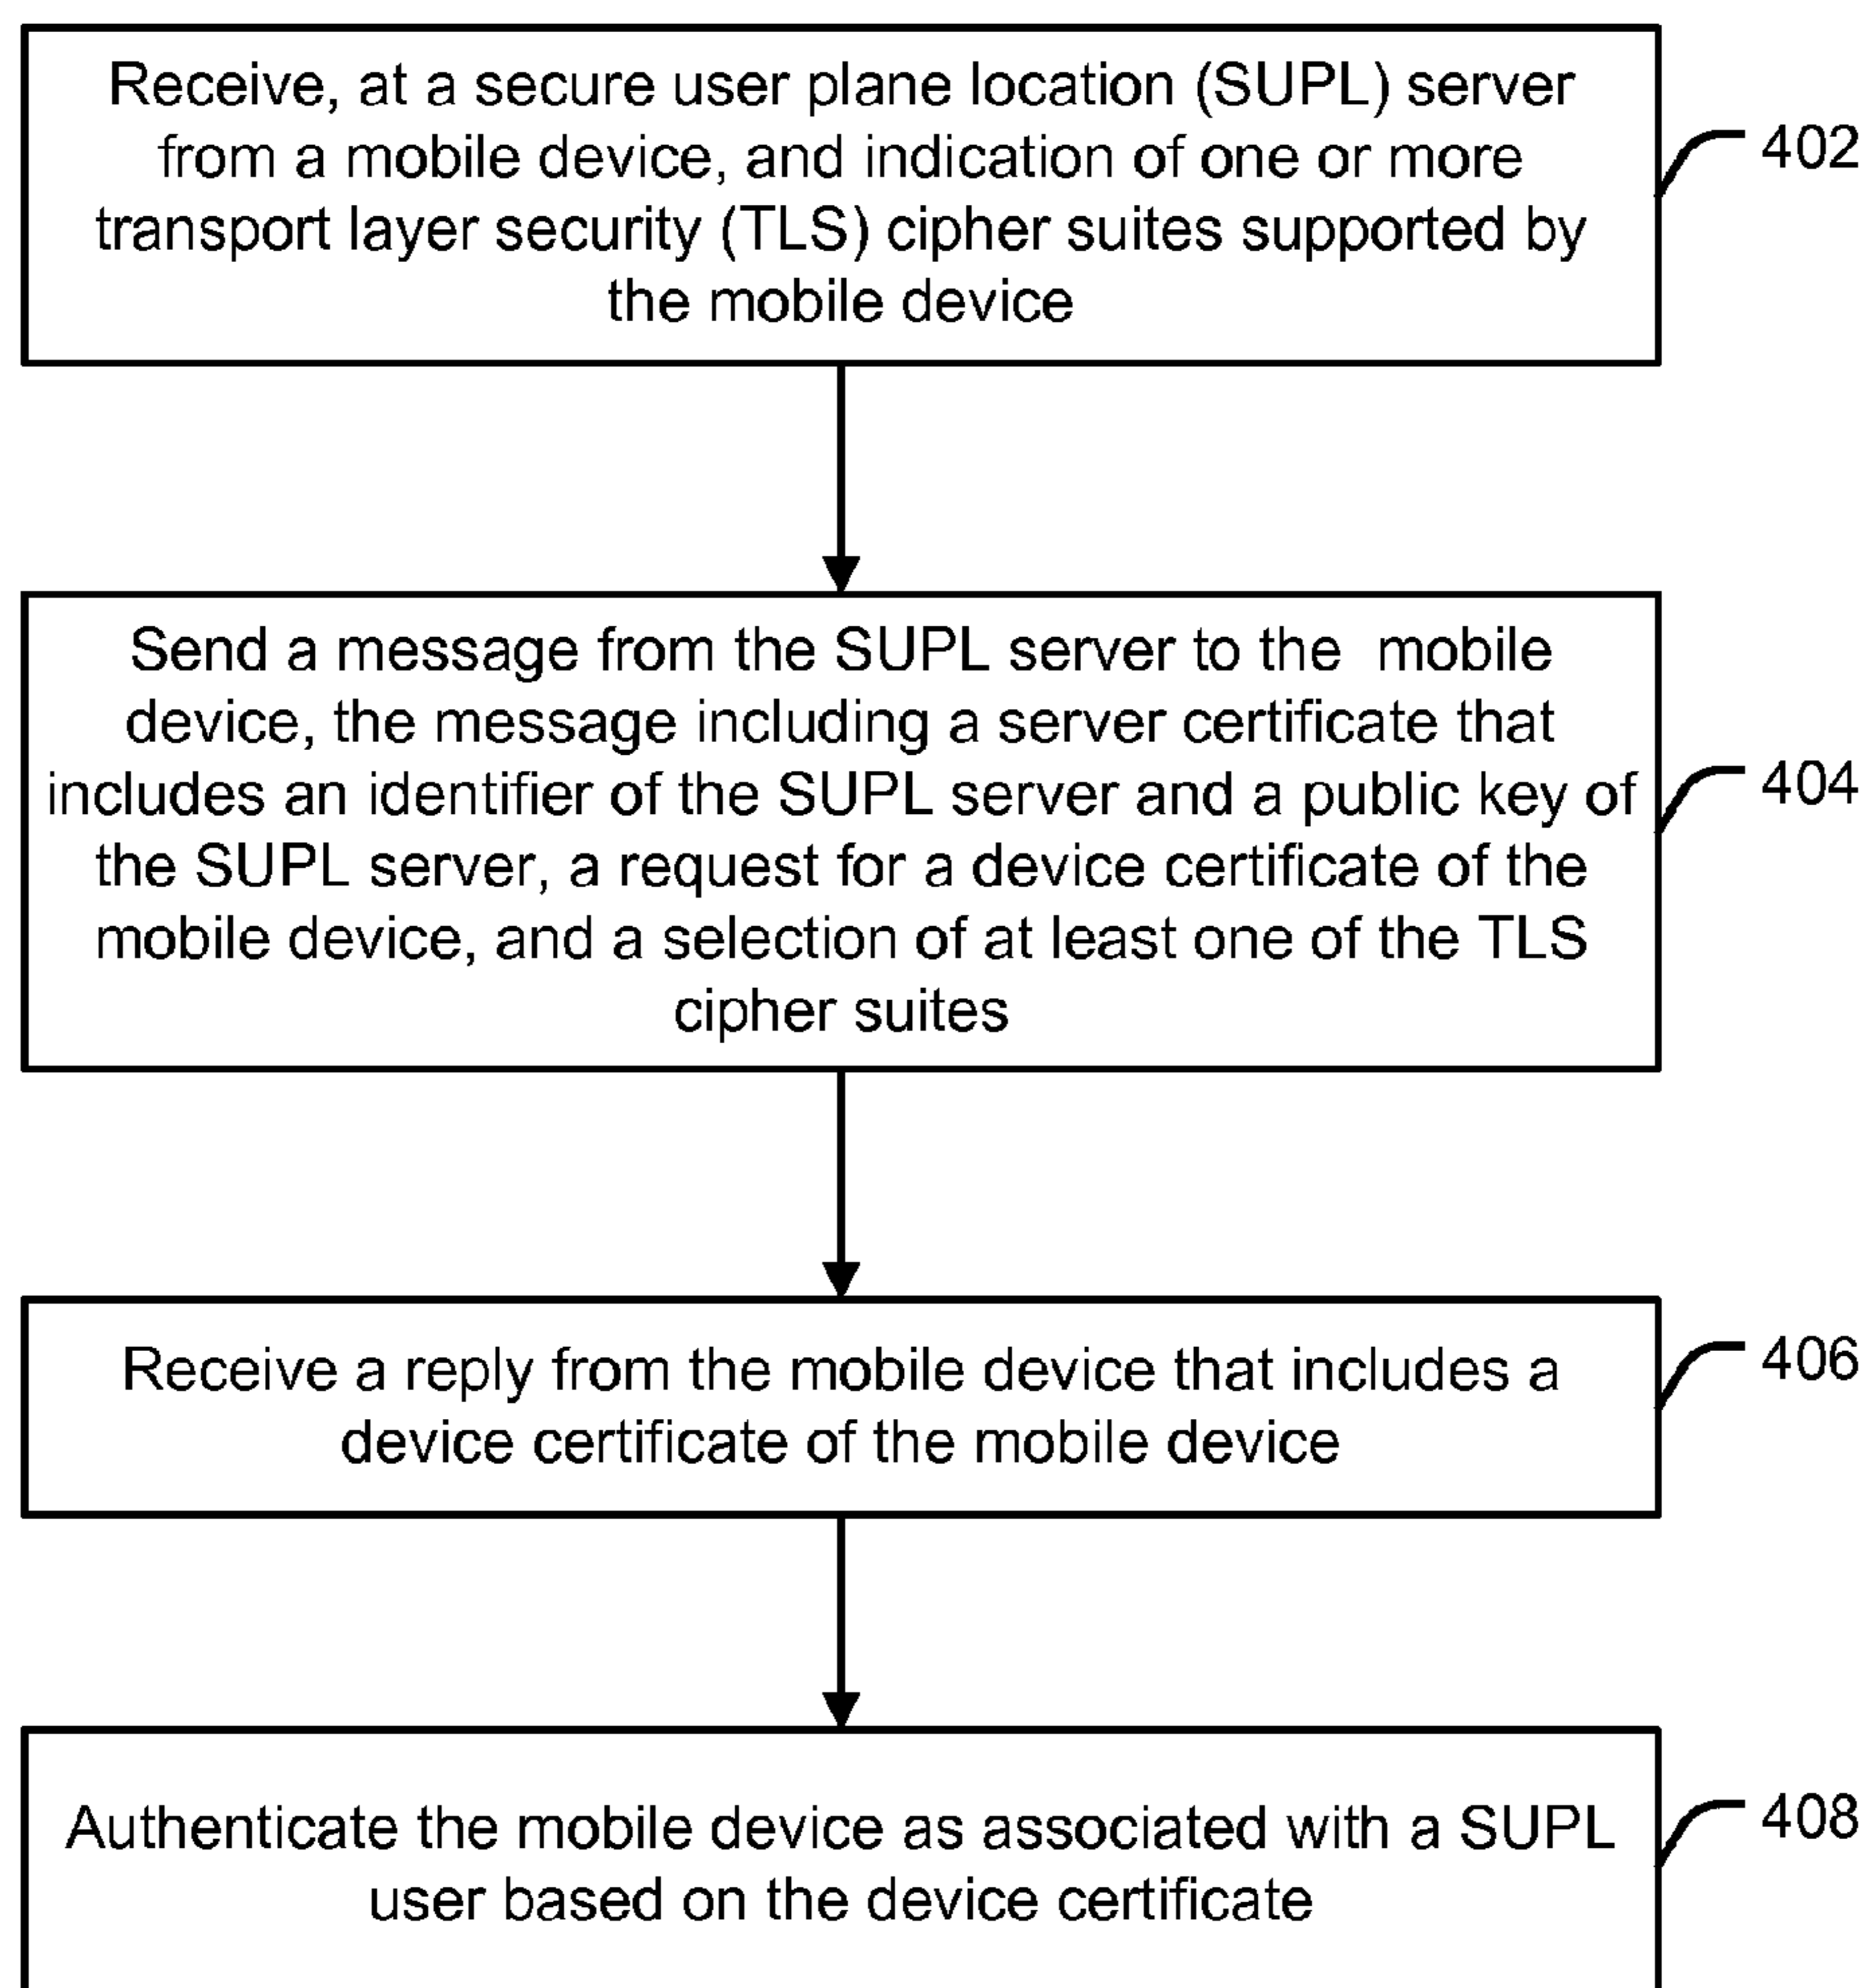 Receive, at a secure user plane location (SUPL) server
from a mobile device, and indication of one or more
transport layer security (TLS) cipher suites supported by
the mobile device
402
Send a message from the SUPL server to the mobile
device, the message including a server certificate that
includes an identifier of the SUPL server and a public key of
the SUPL server, a request for a device certificate of the
mobile device, and a selection of at least one of the TLS
cipher suites
404
Receive a reply from the mobile device that includes a
device certificate of the mobile device
406
Authenticate the mobile device as associated with a SUPL
user based on the device certificate
408